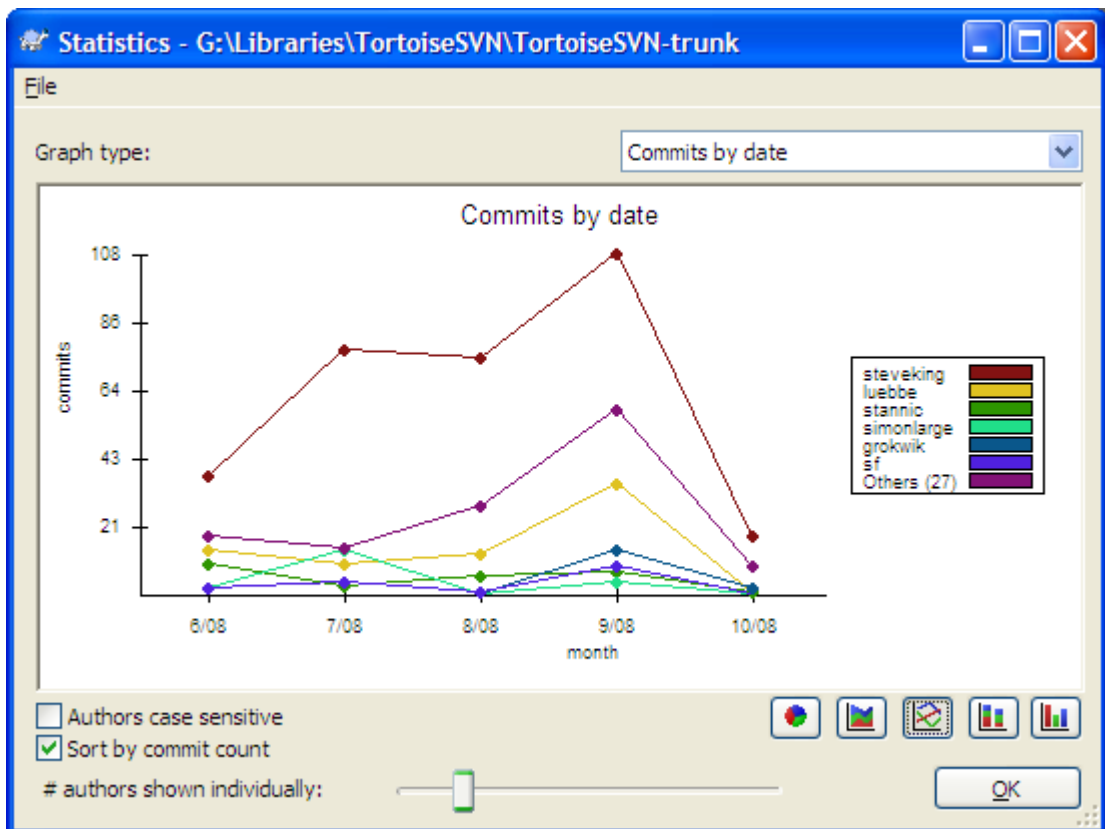 Statistics - G:\Libraries\TortoiseSVN\TortoiseSVN-trunk
File
Graph type:
Commits by date
Commits by date
108
86
64
43
21
commits
6/08 7/08 8/08 9/08 10/08
month
steveking
luebbe
stannic
simonlarge
grokwik
sf
Others (27)
Authors case sensitive
Sort by commit count
# authors shown individually:
OK